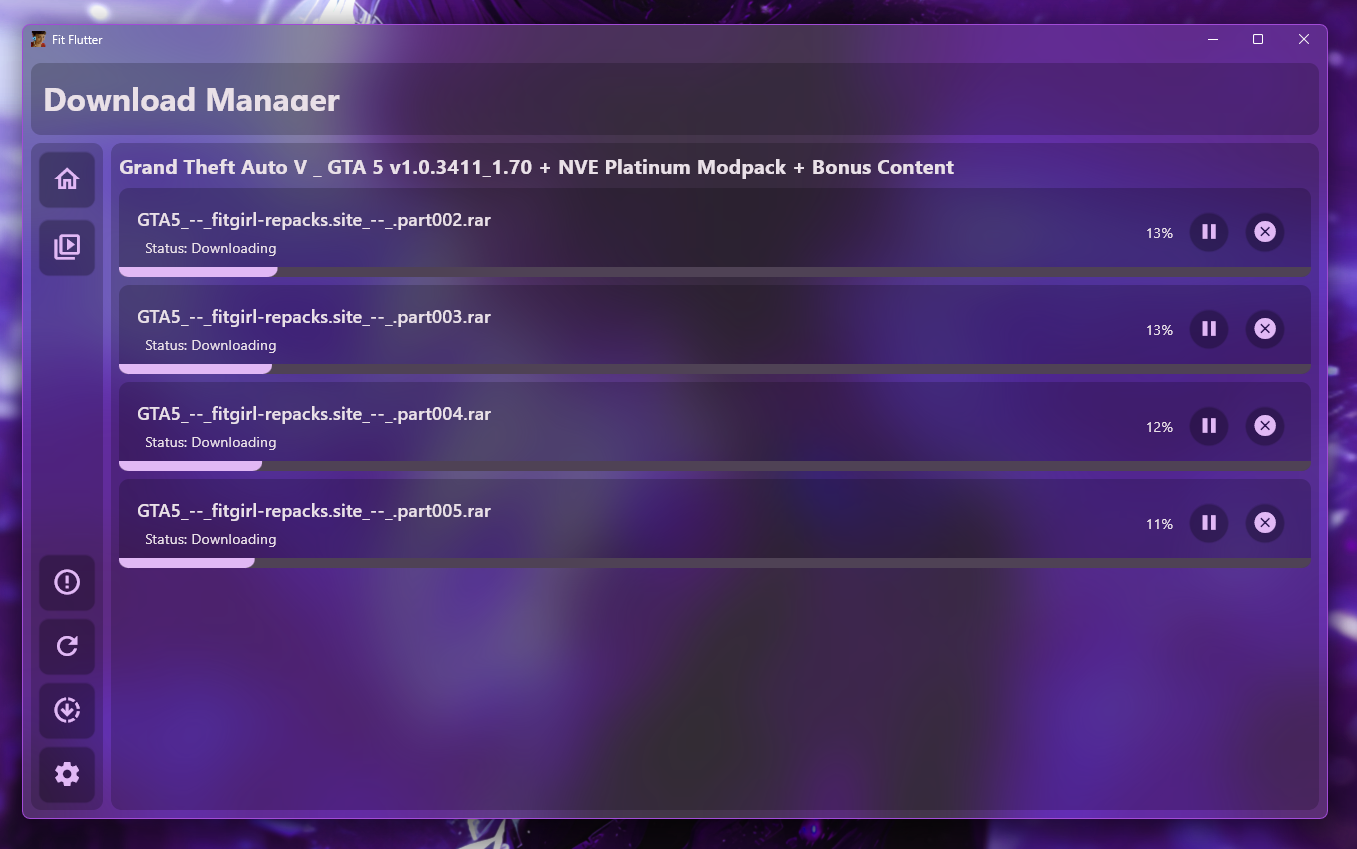 Fit Flutter
Download Manager
Grand Theft Auto V _ GTA 5 v1.0.3411_1.70 + NVE Platinum Modpack + Bonus Content
GTA5_--_fitgirl-repacks.site_--_.part002.rar
Status: Downloading
13%
GTA5_--_fitgirl-repacks.site_--_.part003.rar
Status: Downloading
13%
GTA5_--_fitgirl-repacks.site_--_.part004.rar
Status: Downloading
12%
GTA5_--_fitgirl-repacks.site_--_.part005.rar
Status: Downloading
11%